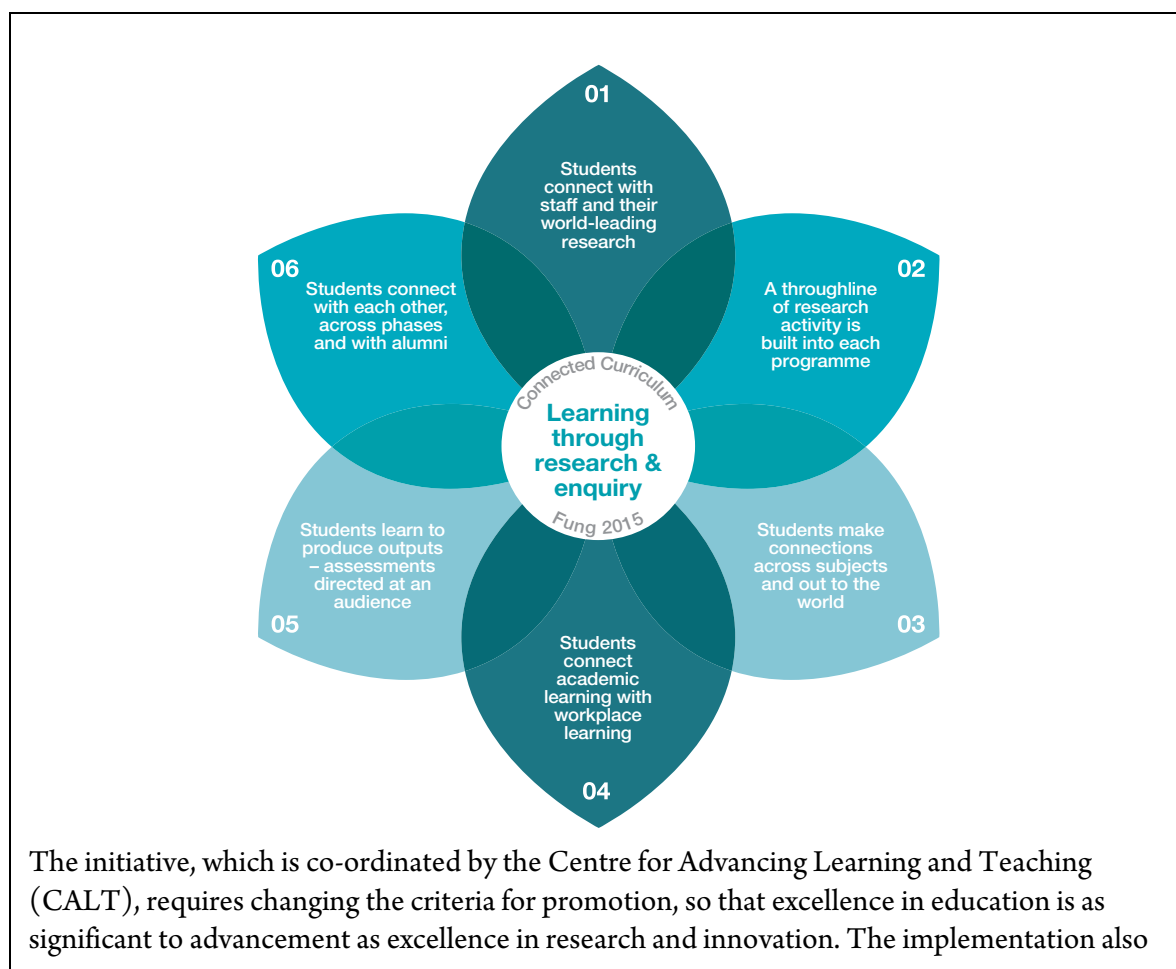 01
Students
connect with
staff and their
world-leading
research
02
A throughline
of research
activity is
built into each
programme
03
Students make
connections
across subjects
and out to the
world
04
Students
connect
academic
learning with
workplace
learning
05
Students learn to
produce outputs
– assessments
directed at an
audience
06
Students connect
with each other,
across phases
and with alumni
Connected Curriculum
Learning
through
research &
enquiry
Fung 2015
The initiative, which is co-ordinated by the Centre for Advancing Learning and Teaching
(CALT), requires changing the criteria for promotion, so that excellence in education is as
significant to advancement as excellence in research and innovation. The implementation also